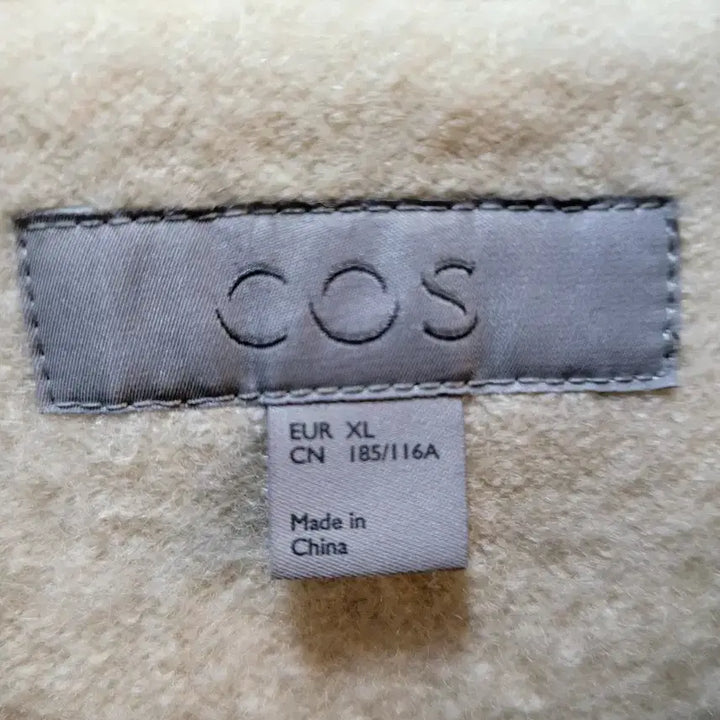 COS
EUR XL
CN 185/116A
Made in
China